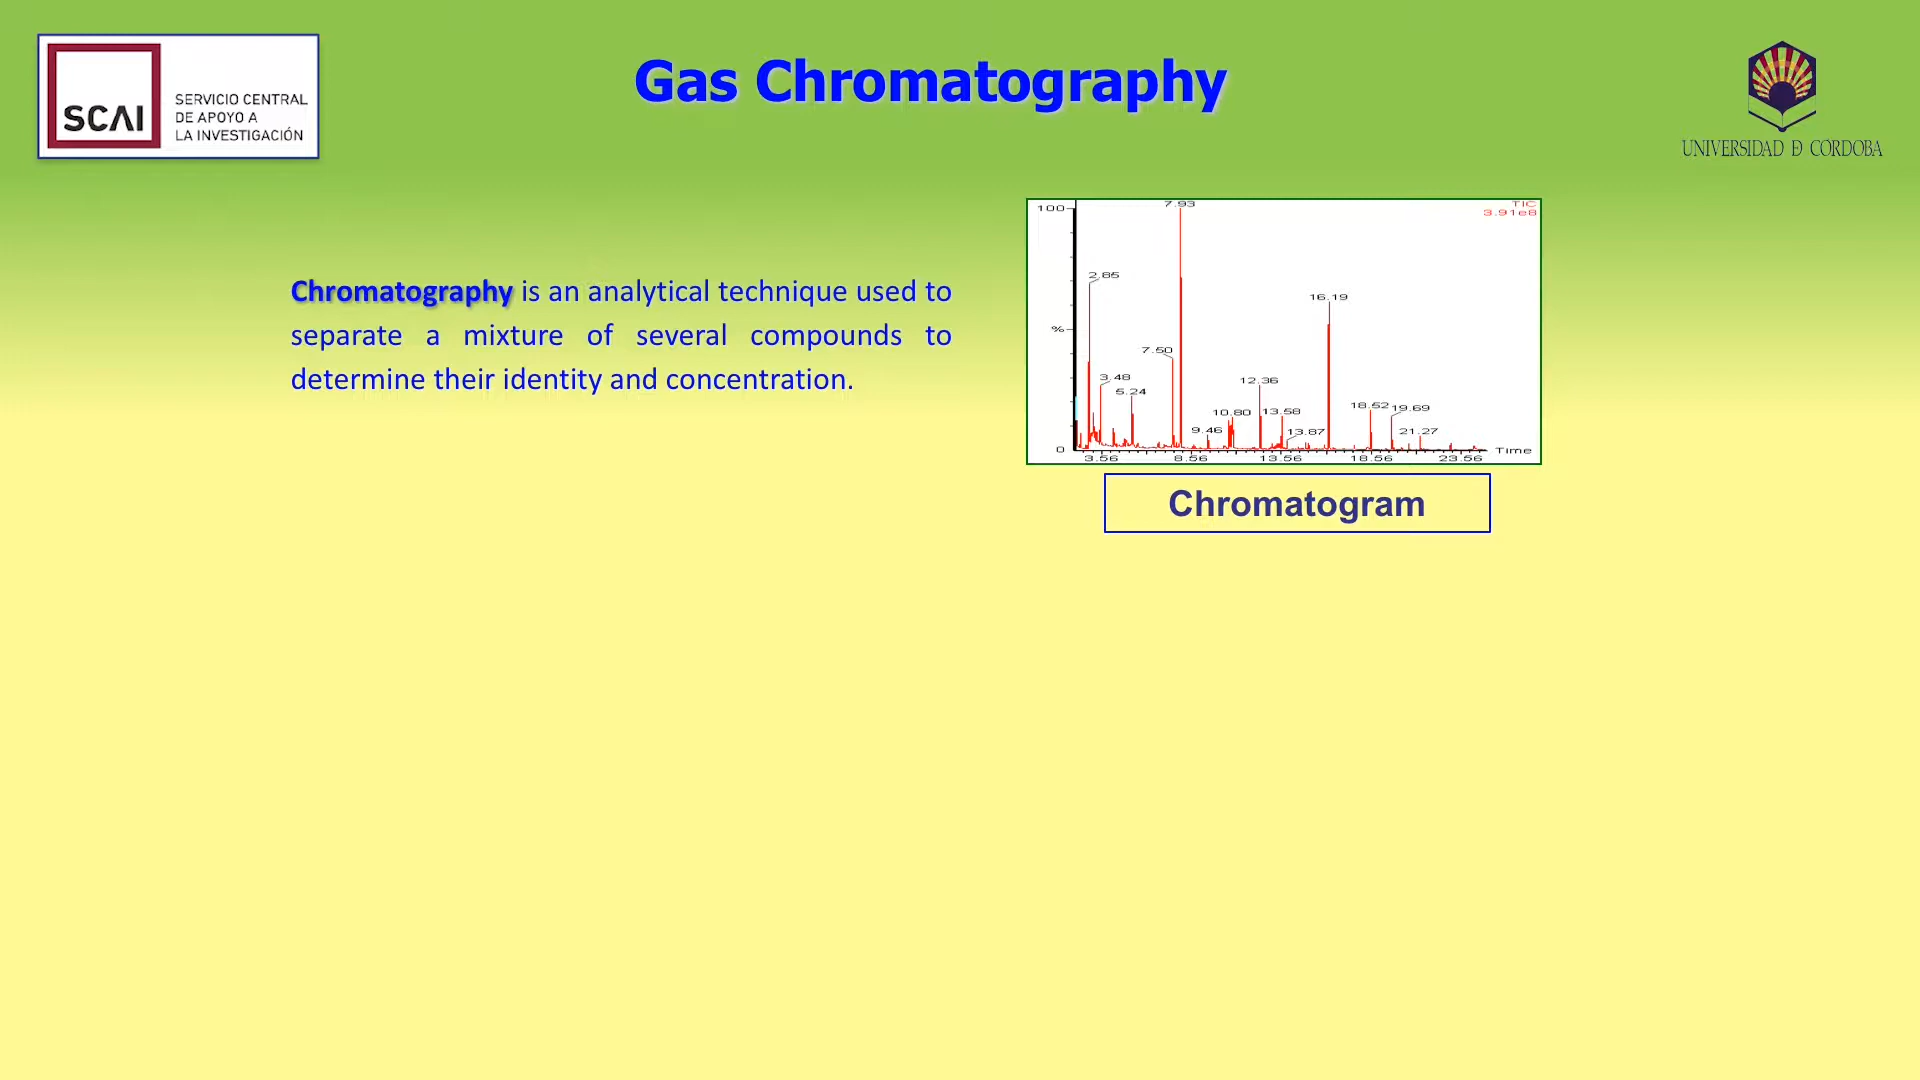 Gas Chromatography
SCAI
SERVICIO CENTRAL
DE APOYO A
LA INVESTIGACIÓN
UNIVERSIDAD Ð CÓRDOBA
Chromatography is an analytical technique used to
separate a mixture of several compounds to
determine their identity and concentration.
TIC
3.91e8
100
7.93
2.85
16.19
%
7.50
3.48
12.36
5.24
18.52
19.69
10.80
13.58
9.46
13.87
21.27
0
Time
3.56 8.56 13.56 18.56 23.56
Chromatogram